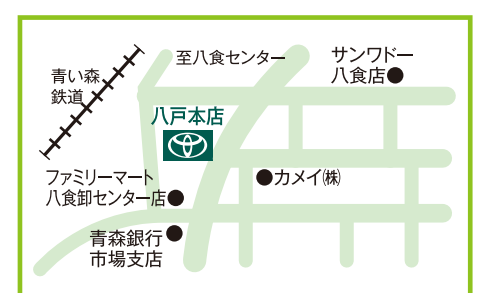 至八食センター
サンワドー
八食店
青い森
鉄道
八戸本店
カメイ㈱
ファミリーマート
八食卸センター店
青森銀行
市場支店